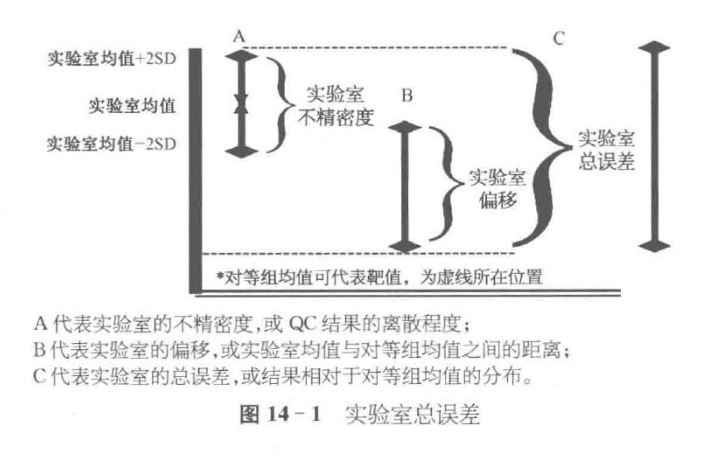 A
C
实验室均值+2SD
实验室
不精密度
B
实验室均值
实验室均值-2SD
实验室
总误差
实验室
偏移
*对等组均值可代表靶值，为虚线所在位置
A 代表实验室的不精密度,或 QC 结果的离散程度;
B 代表实验室的偏移,或实验室均值与对等组均值之间的距离;
C 代表实验室的总误差,或结果相对于对等组均值的分布。
图 14-1 实验室总误差